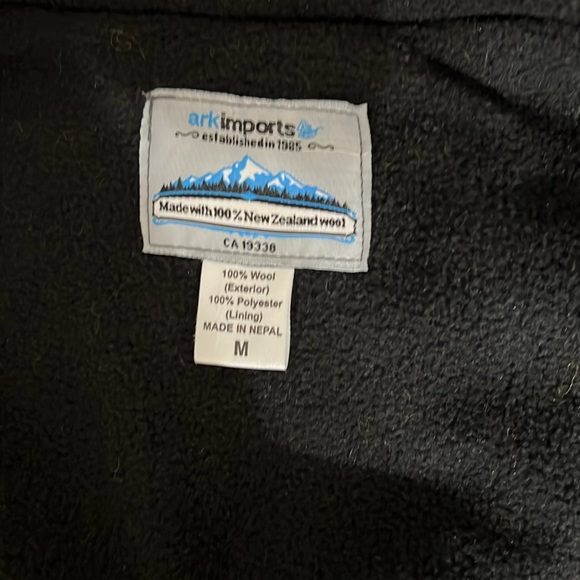 arkimports
established in 1985
Made with 100% New Zealand wool
CA 19338
100% Wool
(Exterior)
100% Polyester
(Lining)
MADE IN NEPAL
M